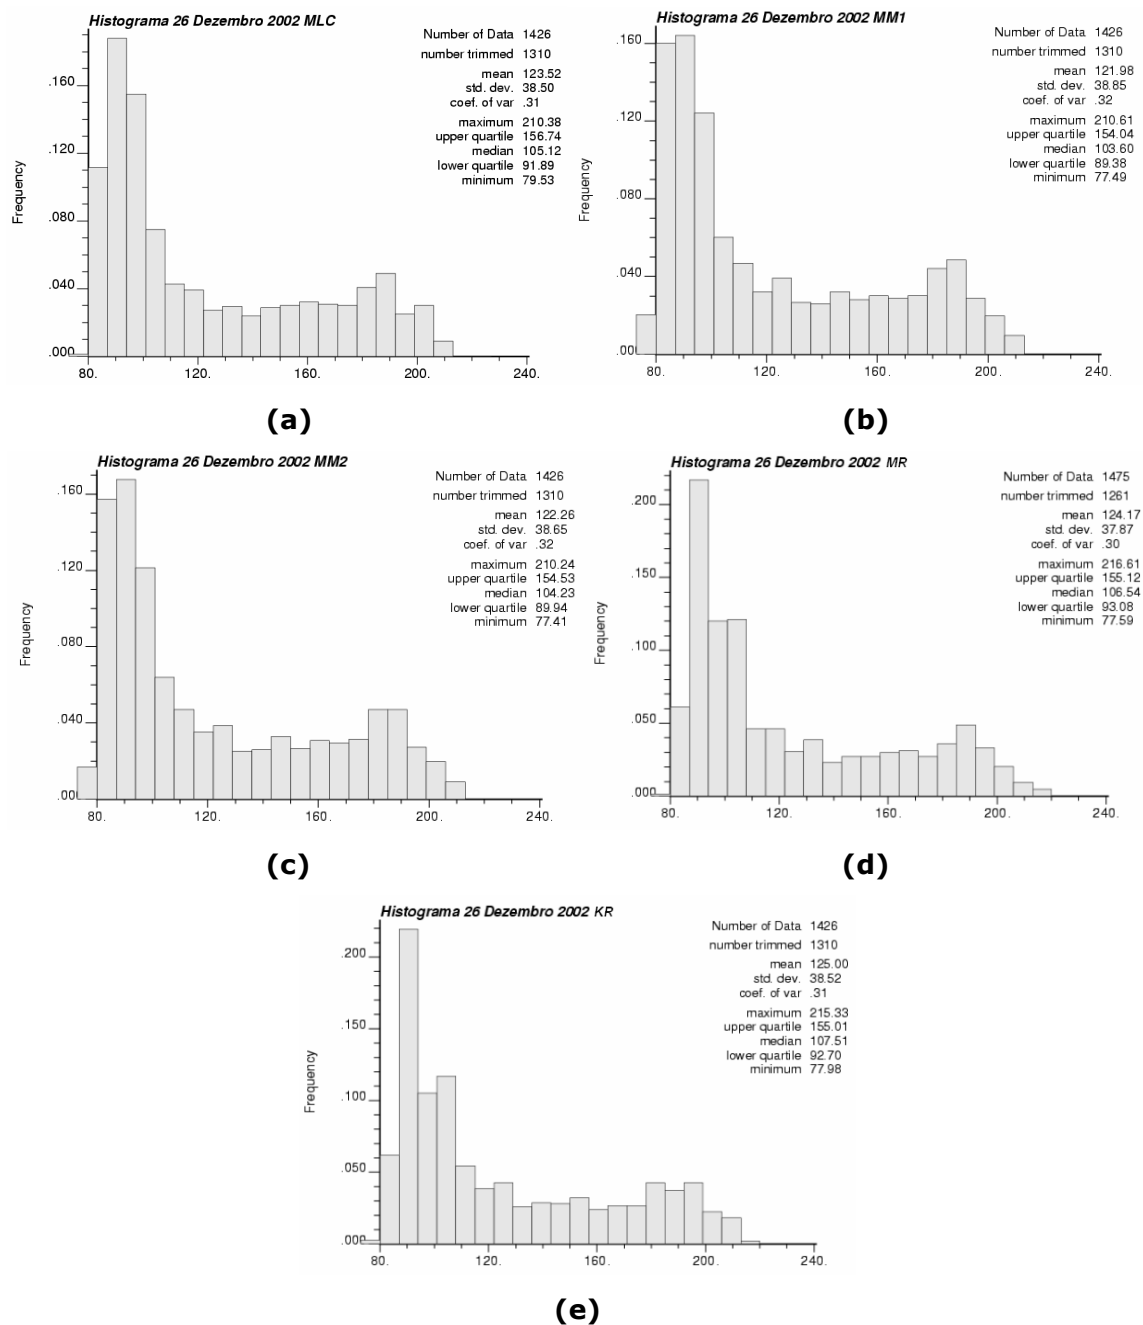 Histograma 26 Dezembro 2002 MLC
Number of Data 1426
number trimmed 1310
mean 123.52
std. dev. 38.50
coef. of var .31
maximum 210.38
upper quartile 156.74
median 105.12
lower quartile 91.89
minimum 79.53
Frequency
.160
.120
.080
.040
.000
80. 120. 160. 200. 240.
(a)
Histograma 26 Dezembro 2002 MM1
Number of Data 1426
number trimmed 1310
mean 121.98
std. dev. 38.85
coef. of var .32
maximum 210.61
upper quartile 154.04
median 103.60
lower quartile 89.38
minimum 77.49
Frequency
.160
.120
.080
.040
.00
80. 120. 160. 200. 240.
(b)
Histograma 26 Dezembro 2002 MM2
Number of Data 1426
number trimmed 1310
mean 122.26
std. dev. 38.65
coef. of var .32
maximum 210.24
upper quartile 154.53
median 104.23
lower quartile 89.94
minimum 77.41
Frequency
.160
.120
.080
.040
.00
80. 120. 160. 200. 240.
(c)
Histograma 26 Dezembro 2002 MR
Number of Data 1475
number trimmed 1261
mean 124.17
std. dev. 37.87
coef. of var .30
maximum 216.61
upper quartile 155.12
median 106.54
lower quartile 93.08
minimum 77.59
Frequency
.200
.150
.100
.050
.000
80. 120. 160. 200. 240.
(d)
Histograma 26 Dezembro 2002 KR
Number of Data 1426
number trimmed 1310
mean 125.00
std. dev. 38.52
coef. of var .31
maximum 215.33
upper quartile 155.01
median 107.51
lower quartile 92.70
minimum 77.98
Frequency
.200
.150
.100
.050
.000
80. 120. 160. 200. 240.
(e)